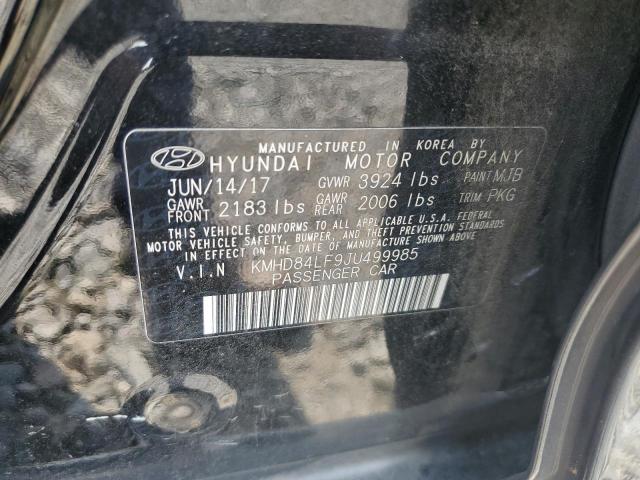 MANUFACTURED IN KOREA BY
HYUNDAI MOTOR COMPANY
JUN/14/17 GVWR 3924 lbs PAINT MJB
GAWR FRONT 2183 lbs GAWR REAR 2006 lbs TRIM PKG
THIS VEHICLE CONFORMS TO ALL APPLICABLE U.S.A. FEDERAL
MOTOR VEHICLE SAFETY, BUMPER, AND THEFT PREVENTION STANDARDS
IN EFFECT ON THE DATE OF MANUFACTURE SHOWN ABOVE.
V.I.N KMHD84LF9JU499985
PASSENGER CAR